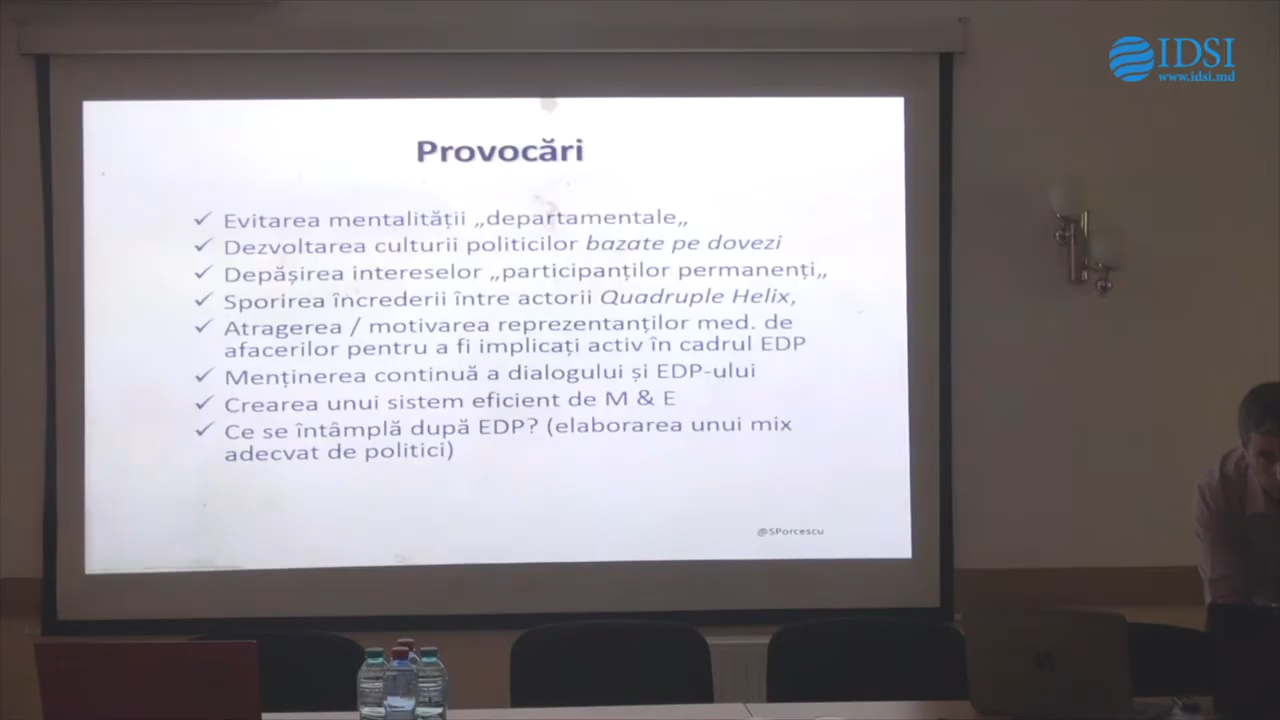 IDSI
www.idsi.md
Provocări
Evitarea mentalității „departamentale„
Dezvoltarea culturii politicilor bazate pe dovezi
Depășirea intereselor „participanților permanenți„
Sporirea încrederii între actorii Quadruple Helix,
Atragerea / motivarea reprezentanților med. de
afacerilor pentru a fi implicați activ în cadrul EDP
Menținerea continuă a dialogului și EDP-ului
Crearea unui sistem eficient de M & E
Ce se întâmplă după EDP? (elaborarea unui mix
adecvat de politici)
@SPorcescu